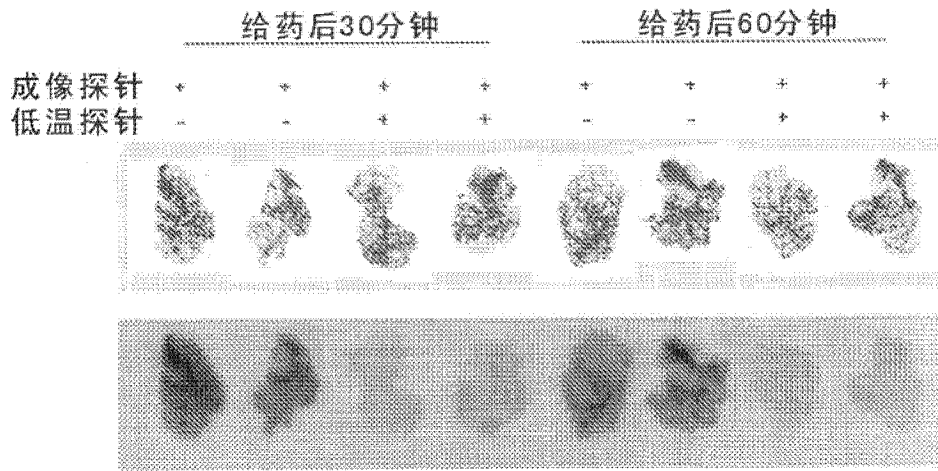 给药后30分钟 给药后60分钟
成像探针 + + + + + + + +
低温探针 - - + + - - + +